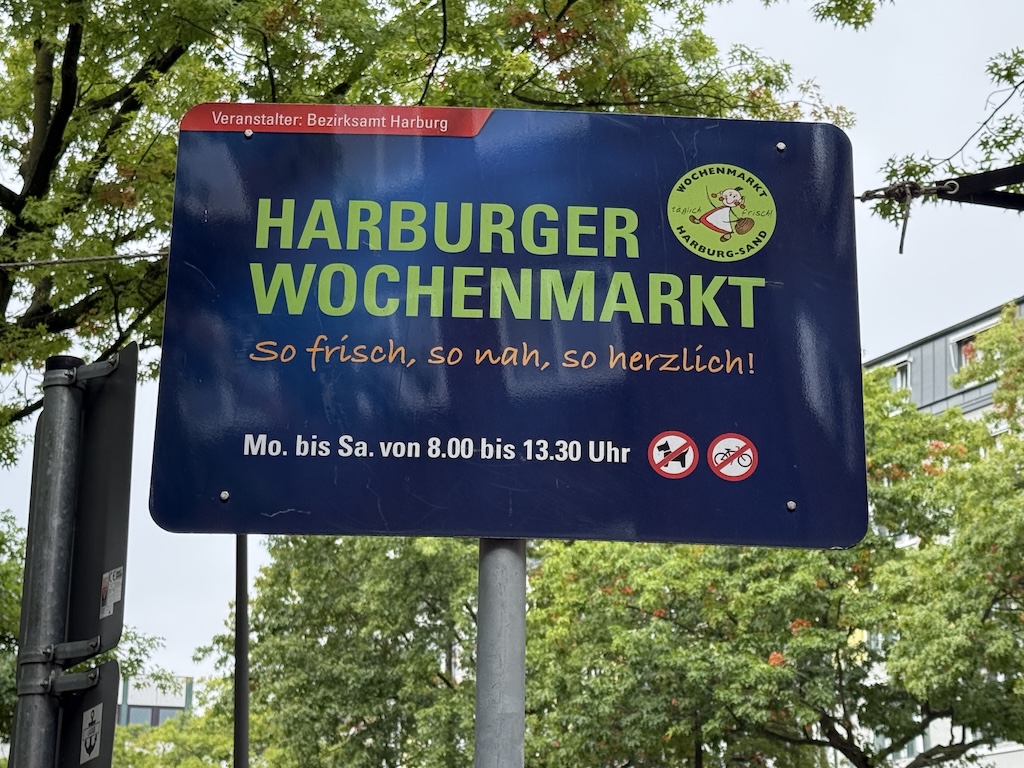 Veranstalter: Bezirksamt Harburg
WOCHENMARKT
täglich frisch!
HARBURG-SAND
HARBURGER
WOCHENMARKT
So frisch, so nah, so herzlich!
Mo. bis Sa. von 8.00 bis 13.30 Uhr